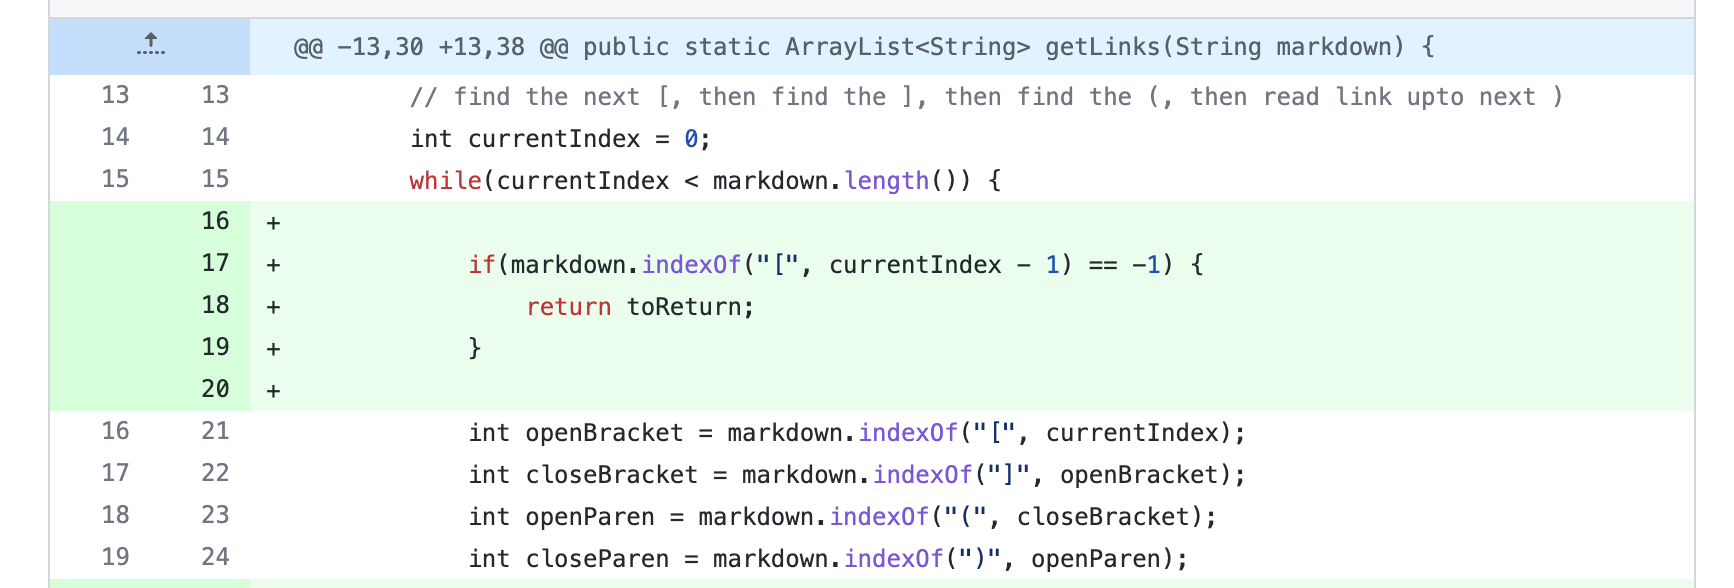 @@ -13,30 +13,38 @@ public static ArrayList<String> getLinks(String markdown) {
13 13 // find the next [, then find the ], then find the (, then read link upto next )
14 14 int currentIndex = 0;
15 15 while(currentIndex < markdown.length()) {
16 +
17 + if(markdown.indexOf("[", currentIndex - 1) == -1) {
18 + return toReturn;
19 + }
20 +
16 21 int openBracket = markdown.indexOf("[", currentIndex);
17 22 int closeBracket = markdown.indexOf("]", openBracket);
18 23 int openParen = markdown.indexOf("(", closeBracket);
19 24 int closeParen = markdown.indexOf(")", openParen);